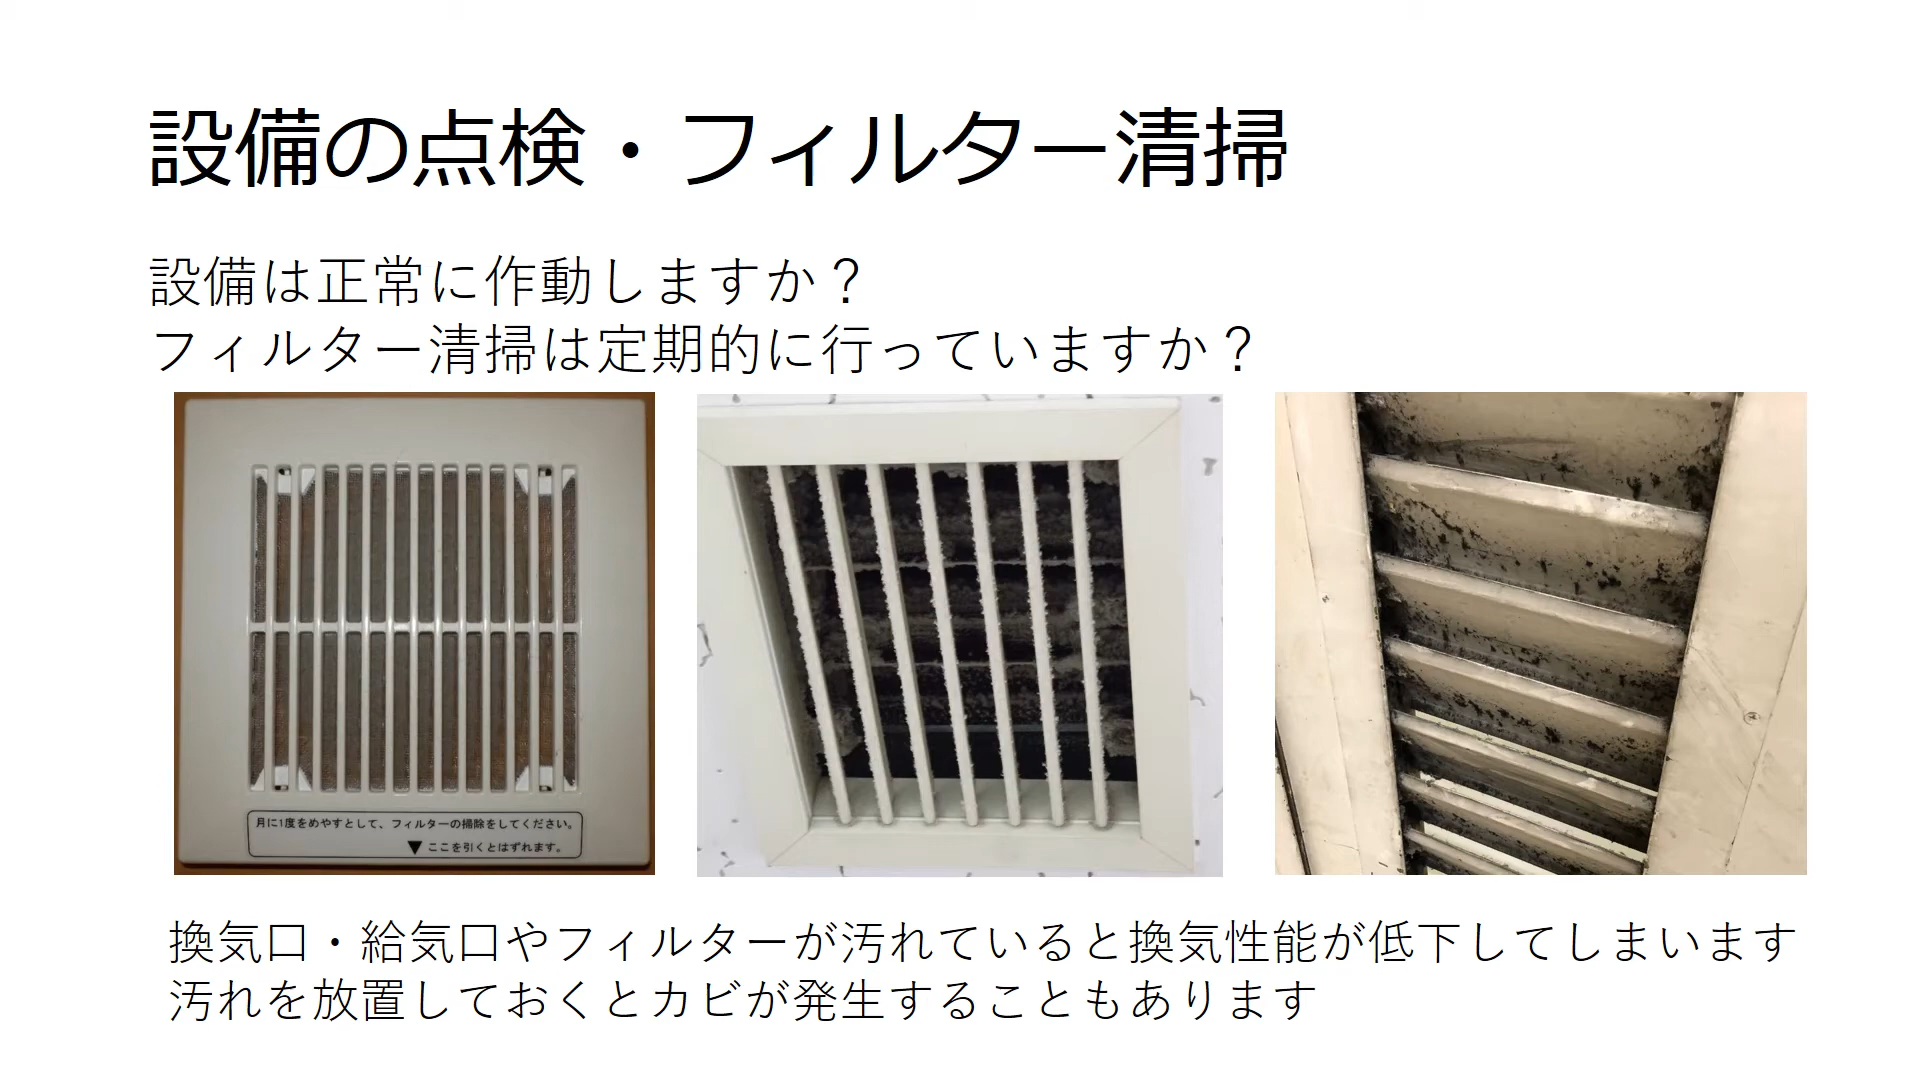 設備の点検・フィルター清掃
設備は正常に作動しますか？
フィルター清掃は定期的に行っていますか？
月に1度をめやすとして、フィルターの掃除をしてください。
▼ ここを引くとはずれます。
換気口・給気口やフィルターが汚れていると換気性能が低下してしまいます
汚れを放置しておくとカビが発生することもあります